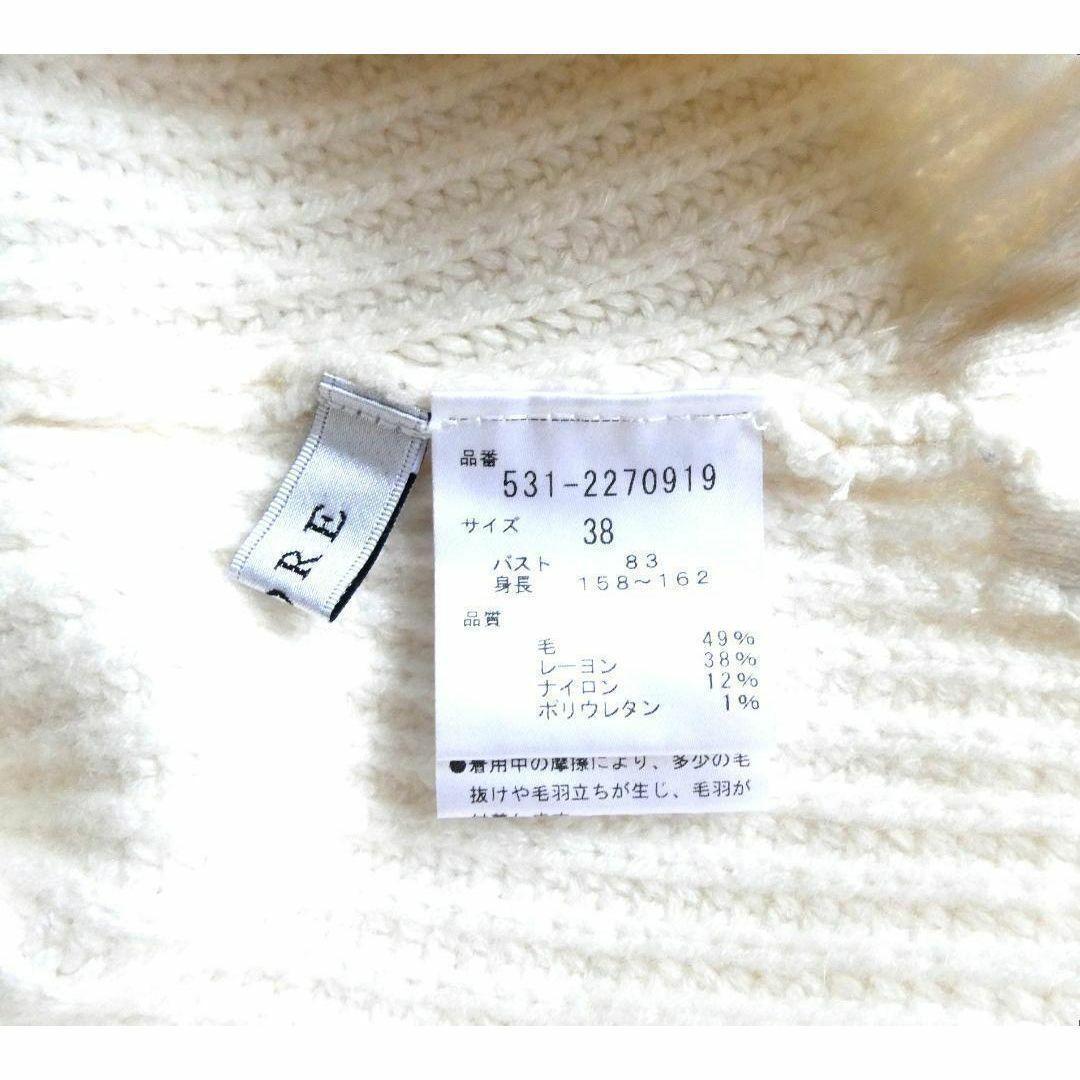 RE
品番
531-2270919
サイズ 38
バスト 83
身長 158〜162
品質
毛 49%
レーヨン 38%
ナイロン 12%
ポリウレタン 1%
●着用中の摩擦により、多少の毛
抜けや毛羽立ちが生じ、毛羽が